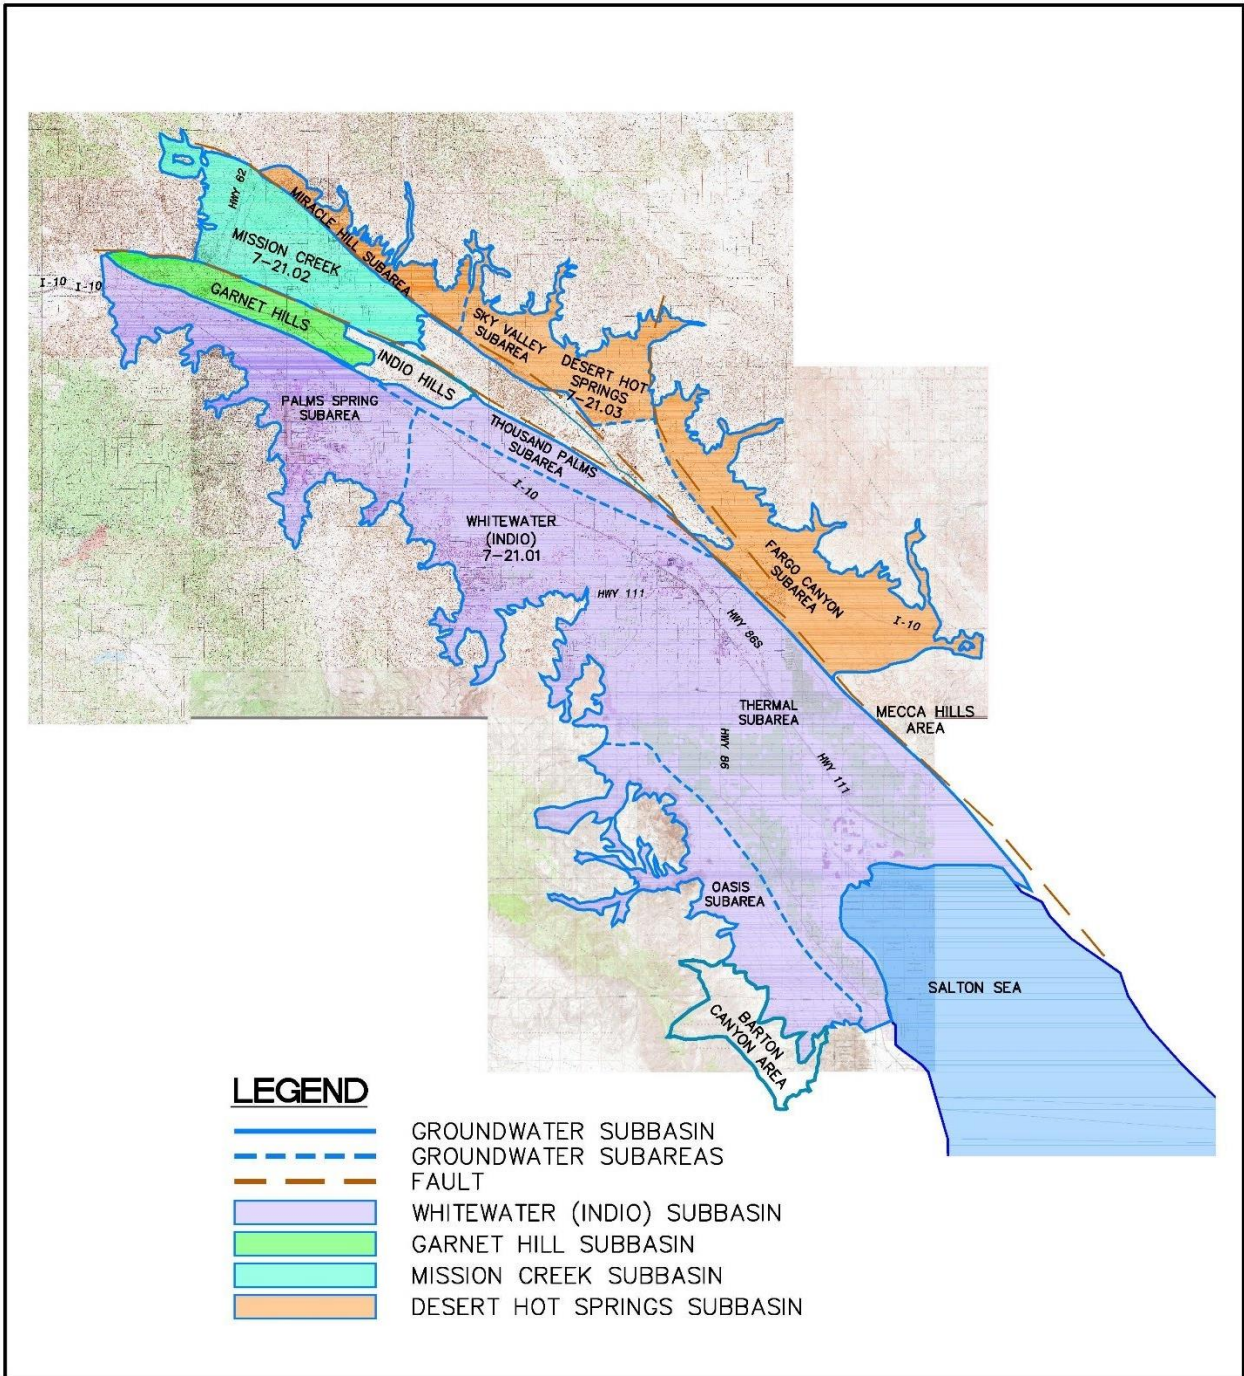 HWY 62
MIRACLE HILL SUBAREA
MISSION CREEK
7-21.02
I-10
I-10
GARNET HILLS
SKY VALLEY
SUBAREA
DESERT HOT
SPRINGS
7-21.03
INDIO HILLS
PALMS SPRING
SUBAREA
THOUSAND PALMS
SUBAREA
I-10
WHITEWATER
(INDIO)
7-21.01
FARGO CANYON
SUBAREA
I-10
HWY 111
HWY 86S
THERMAL
SUBAREA
MECCA HILLS
AREA
HWY 86
HWY 111
OASIS
SUBAREA
SALTON SEA
BARTON
CANYON AREA
LEGEND
GROUNDWATER SUBBASIN
GROUNDWATER SUBAREAS
FAULT
WHITEWATER (INDIO) SUBBASIN
GARNET HILL SUBBASIN
MISSION CREEK SUBBASIN
DESERT HOT SPRINGS SUBBASIN